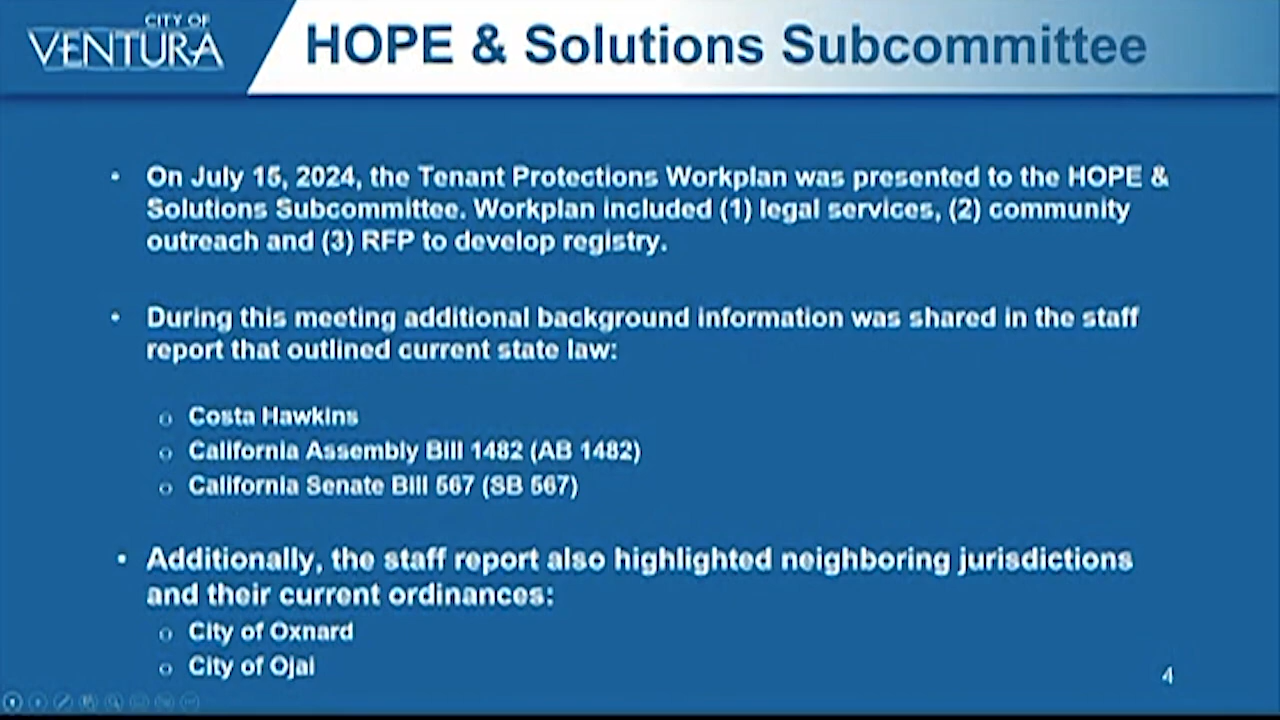 CITY OF
VENTURA
HOPE & Solutions Subcommittee
• On July 15, 2024, the Tenant Protections Workplan was presented to the HOPE &
Solutions Subcommittee. Workplan included (1) legal services, (2) community
outreach and (3) RFP to develop registry.
• During this meeting additional background information was shared in the staff
report that outlined current state law:
o Costa Hawkins
o California Assembly Bill 1482 (AB 1482)
o California Senate Bill 567 (SB 567)
• Additionally, the staff report also highlighted neighboring jurisdictions
and their current ordinances:
o City of Oxnard
o City of Ojai
4